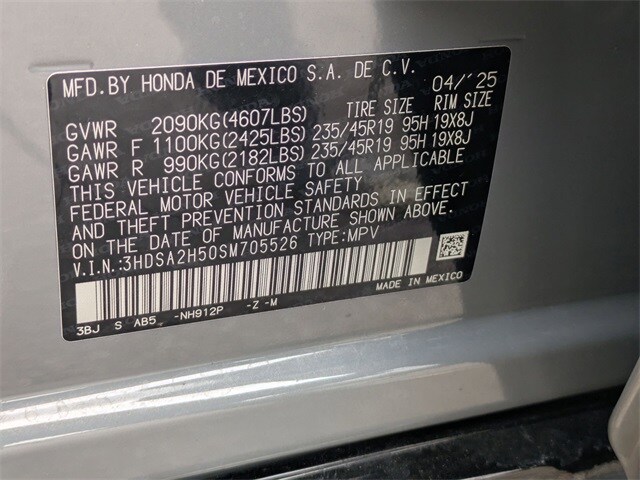 MFD.BY HONDA DE MEXICO S.A. DE C.V. 04/'25
TIRE SIZE RIM SIZE
GVWR 2090KG(4607LBS)
GAWR F 1100KG(2425LBS) 235/45R19 95H 19X8J
GAWR R 990KG(2182LBS) 235/45R19 95H 19X8J
THIS VEHICLE CONFORMS TO ALL APPLICABLE
FEDERAL MOTOR VEHICLE SAFETY
AND THEFT PREVENTION STANDARDS IN EFFECT
ON THE DATE OF MANUFACTURE SHOWN ABOVE.
V.I.N.:3HDSA2H50SM705526 TYPE:MPV
MADE IN MEXICO
3BJ S AB5 -NH912P -Z -M